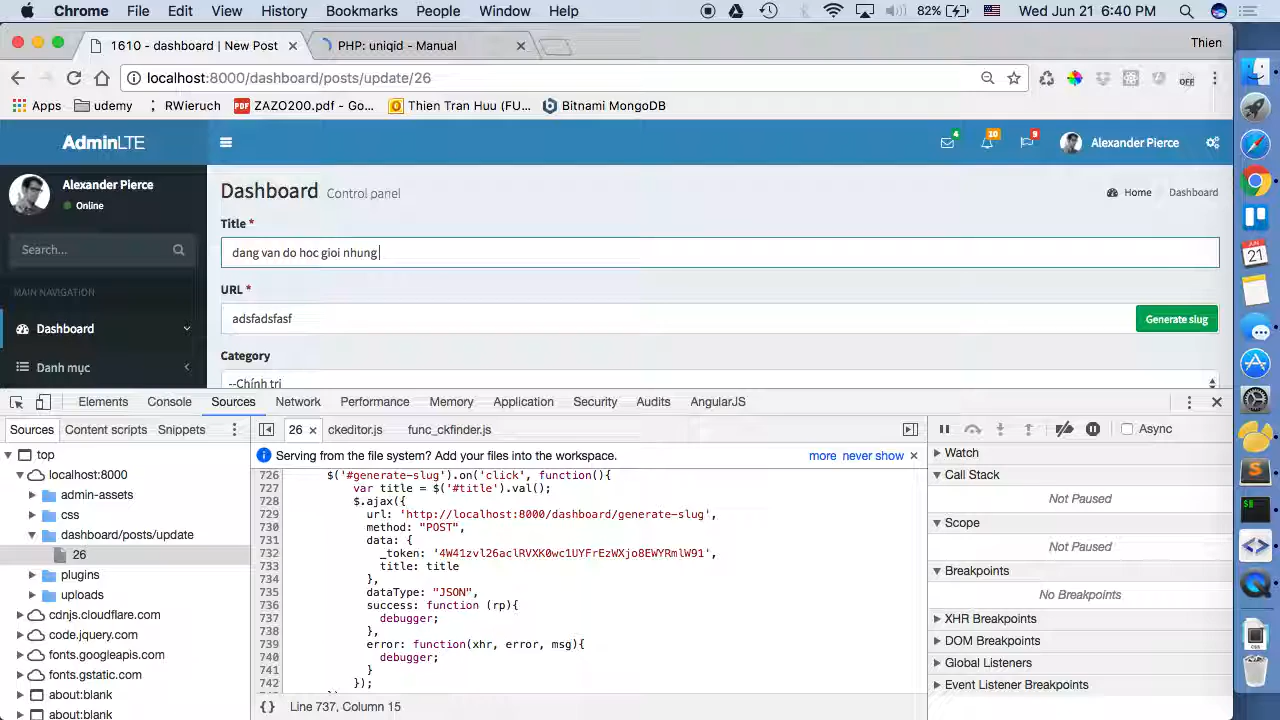 Chrome File Edit View History Bookmarks People Window Help 82% Wed Jun 21 6:40 PM
1610 - dashboard | New Post PHP: uniqid - Manual Thien
localhost:8000/dashboard/posts/update/26
Apps udemy RWieruch ZAZO200.pdf - Go... Thien Tran Huu (FU... Bitnami MongoDB
AdminLTE 4 10 9 Alexander Pierce
Alexander Pierce
Online
Dashboard Control panel Home Dashboard
Title *
Search... dang van do hoc gioi nhung
MAIN NAVIGATION
URL *
Dashboard adsfadsfasf Generate slug
Category
Danh mục --Chính trị
Elements Console Sources Network Performance Memory Application Security Audits AngularJS
Sources Content scripts Snippets 26 ckeditor.js func_ckfinder.js Async
top Serving from the file system? Add your files into the workspace. more never show Watch
localhost:8000 726 $('#generate-slug').on('click', function(){ Call Stack
admin-assets 727 var title = $('#title').val(); Not Paused
css 728 $.ajax({
729 url: 'http://localhost:8000/dashboard/generate-slug', Scope
dashboard/posts/update 730 method: "POST",
731 data: { Not Paused
26 732 _token: '4W41zvl26aclRVXK0wc1UYFrEzWXjo8EWYRmlW91',
plugins 733 title: title Breakpoints
734 },
uploads 735 dataType: "JSON", No Breakpoints
cdnjs.cloudflare.com 736 success: function (rp){ XHR Breakpoints
737 debugger;
code.jquery.com 738 }, DOM Breakpoints
fonts.googleapis.com 739 error: function(xhr, error, msg){ Global Listeners
740 debugger;
fonts.gstatic.com 741 } Event Listener Breakpoints
about:blank 742 });
about:blank {} Line 737, Column 15